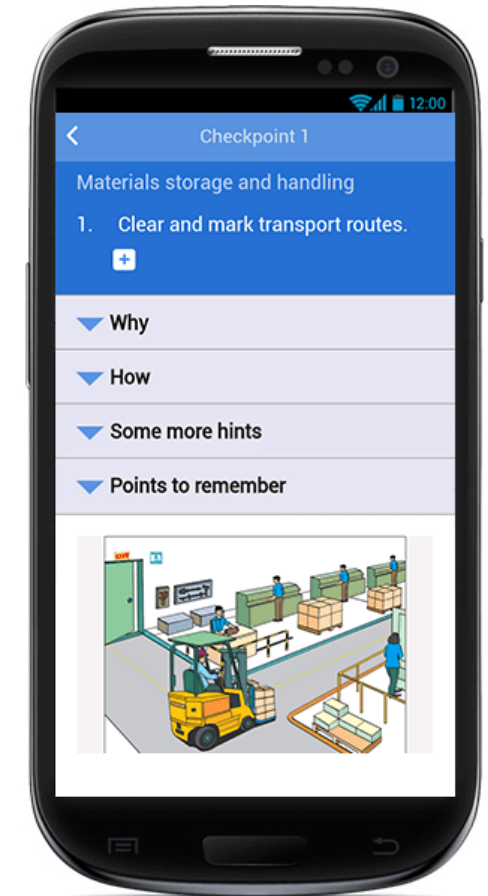 12:00
Checkpoint 1
Materials storage and handling
1. Clear and mark transport routes.
+
Why
How
Some more hints
Points to remember
EXIT